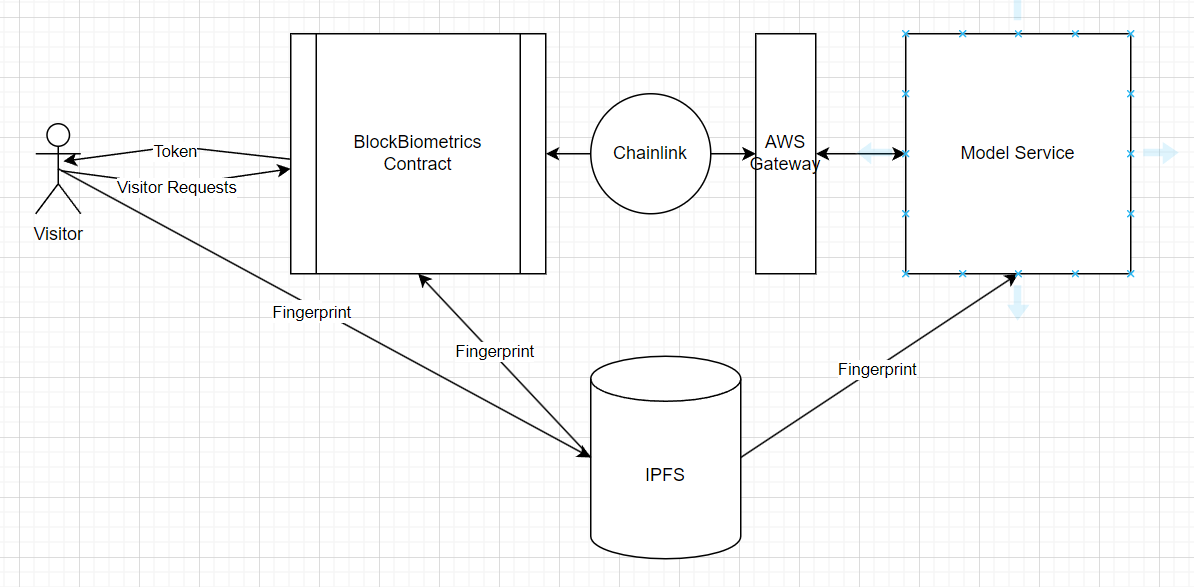 Token
Visitor Requests
Visitor
BlockBiometrics
Contract
Chainlink
AWS
Gateway
Model Service
Fingerprint
Fingerprint
Fingerprint
IPFS